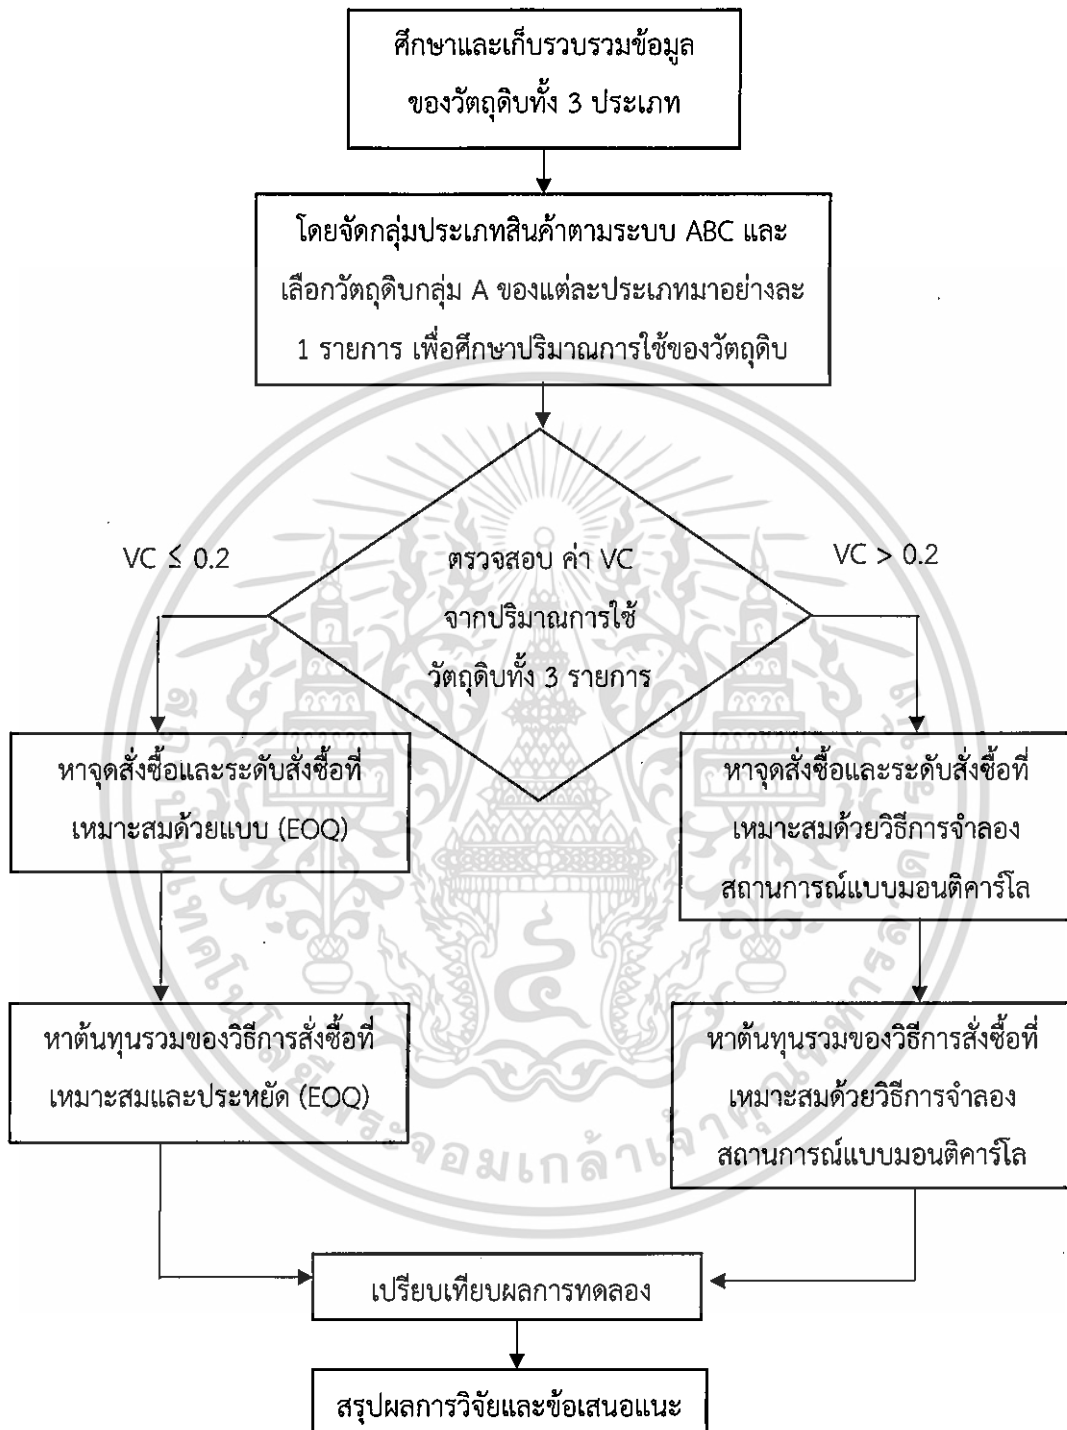 ศึกษาและเก็บรวบรวมข้อมูล
ของวัตถุดิบทั้ง 3 ประเภท
โดยจัดกลุ่มประเภทสินค้าตามระบบ ABC และ
เลือกวัตถุดิบกลุ่ม A ของแต่ละประเภทมาอย่างละ
1 รายการ เพื่อศึกษาปริมาณการใช้ของวัตถุดิบ
VC ≤ 0.2
ตรวจสอบ ค่า VC
จากปริมาณการใช้
วัตถุดิบทั้ง 3 รายการ
VC > 0.2
หาจุดสั่งซื้อและระดับสั่งซื้อที่
เหมาะสมด้วยแบบ (EOQ)
หาจุดสั่งซื้อและระดับสั่งซื้อที่
เหมาะสมด้วยวิธีการจำลอง
สถานการณ์แบบมอนติคาร์โล
หาต้นทุนรวมของวิธีการสั่งซื้อที่
เหมาะสมและประหยัด (EOQ)
หาต้นทุนรวมของวิธีการสั่งซื้อที่
เหมาะสมด้วยวิธีการจำลอง
สถานการณ์แบบมอนติคาร์โล
เปรียบเทียบผลการทดลอง
สรุปผลการวิจัยและข้อเสนอแนะ